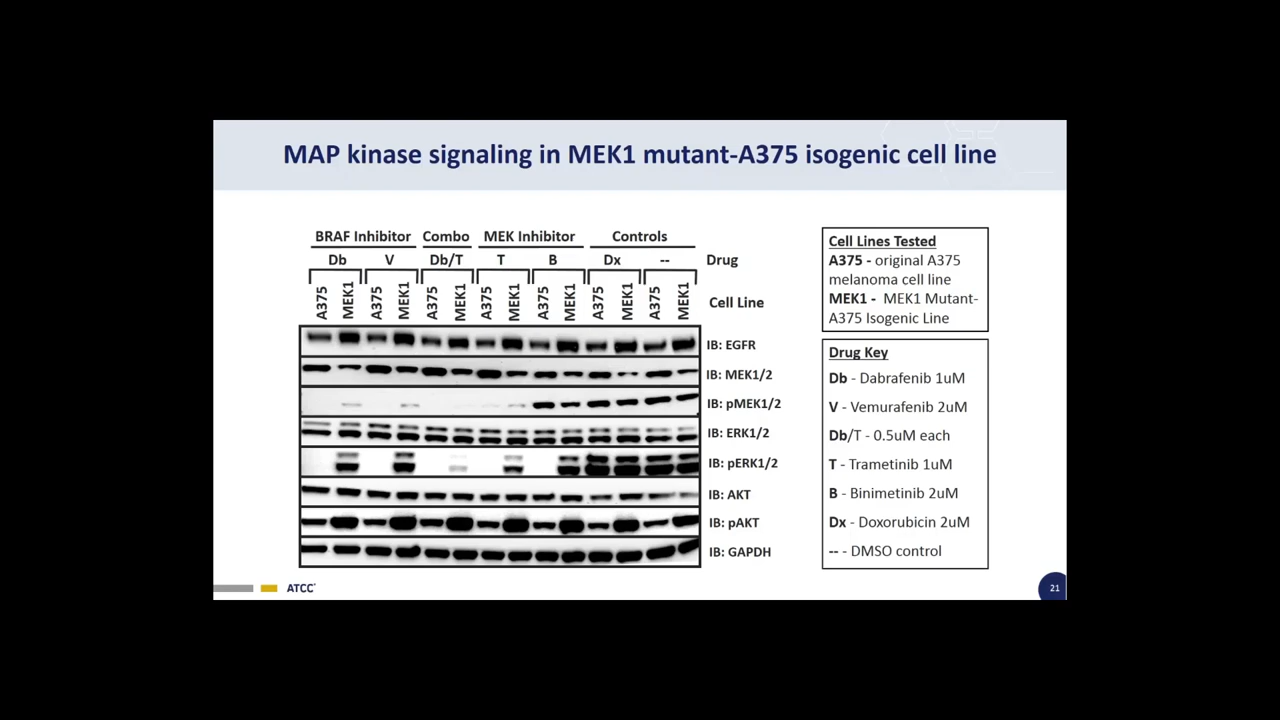 MAP kinase signaling in MEK1 mutant-A375 isogenic cell line
BRAF Inhibitor Combo MEK Inhibitor Controls
Db V Db/T T B Dx -- Drug
A375 MEK1 A375 MEK1 A375 MEK1 A375 MEK1 A375 MEK1 A375 MEK1 A375 MEK1 Cell Line
IB: EGFR
IB: MEK1/2
IB: pMEK1/2
IB: ERK1/2
IB: pERK1/2
IB: AKT
IB: pAKT
IB: GAPDH
Cell Lines Tested
A375 - original A375
melanoma cell line
MEK1 - MEK1 Mutant-
A375 Isogenic Line
Drug Key
Db - Dabrafenib 1uM
V - Vemurafenib 2uM
Db/T - 0.5uM each
T - Trametinib 1uM
B - Binimetinib 2uM
Dx - Doxorubicin 2uM
-- - DMSO control
ATCC
21